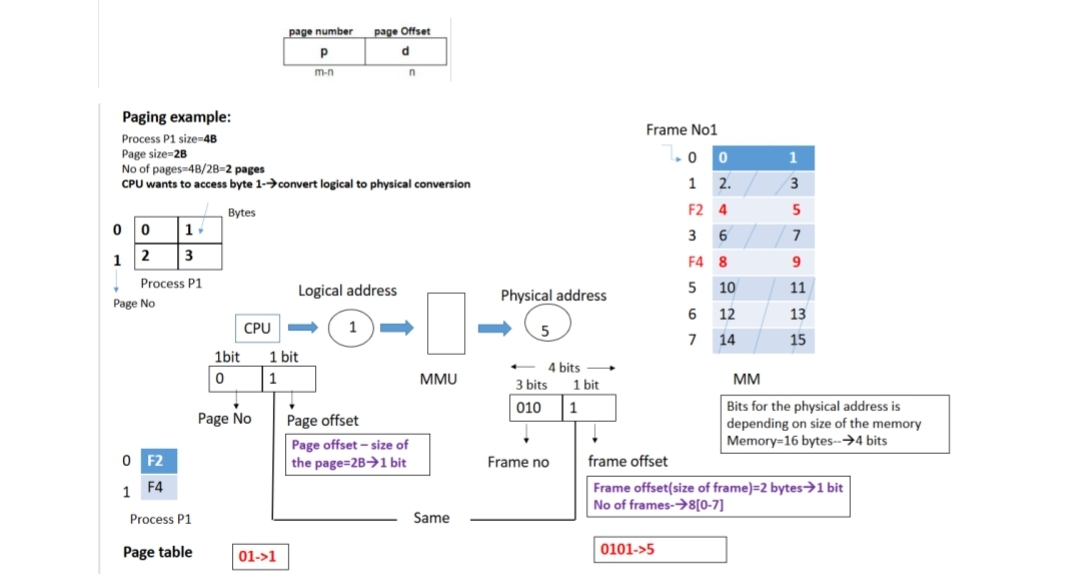 page number page Offset
p d
m-n n
Paging example:
Process P1 size=4B
Page size=2B
No of pages=4B/2B=2 pages
CPU wants to access byte 1-→convert logical to physical conversion
Bytes
0 0 1
1 2 3
Process P1
Page No
Frame No1
0 0 1
1 2. 3
F2 4 5
3 6 7
F4 8 9
5 10 11
6 12 13
7 14 15
MM
Logical address
Physical address
CPU 1 5
MMU
1bit 1 bit
0 1
Page No Page offset
Page offset – size of
the page=2B→1 bit
4 bits
3 bits 1 bit
010 1
Frame no frame offset
Bits for the physical address is
depending on size of the memory
Memory=16 bytes--→4 bits
Frame offset(size of frame)=2 bytes→1 bit
No of frames-→8[0-7]
0 F2
1 F4
Process P1
Same
Page table
01->1
0101->5